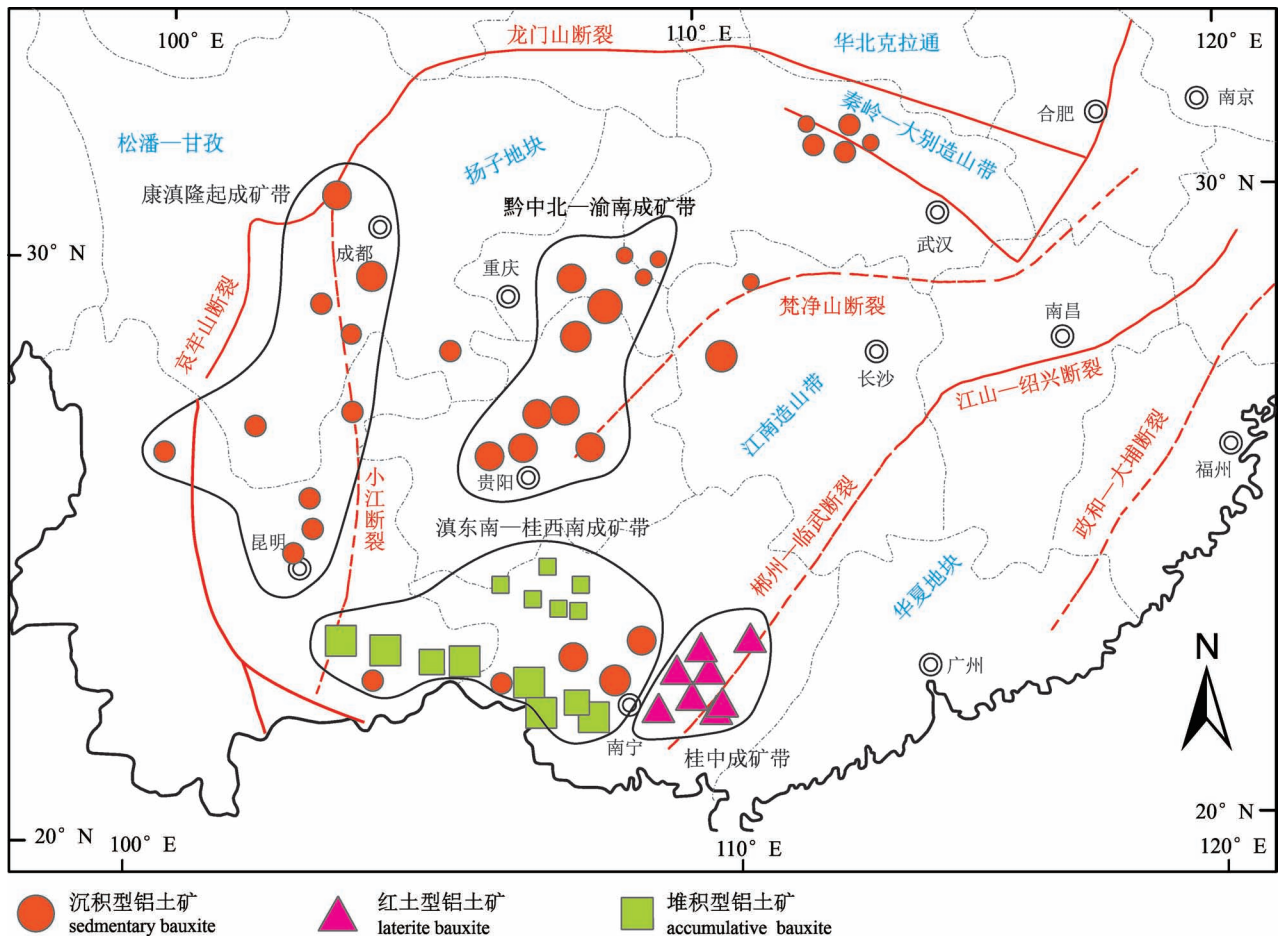 100° E
110° E
120° E
龙门山断裂
华北克拉通
南京
合肥
秦岭—大别造山带
松潘—甘孜
扬子地块
康滇隆起成矿带
黔中北—渝南成矿带
30° N
武汉
成都
30° N
重庆
哀牢山断裂
梵净山断裂
南昌
长沙
江山—绍兴断裂
江南造山带
政和—大埔断裂
福州
小江断裂
贵阳
郴州—临武断裂
滇东南—桂西南成矿带
昆明
华夏地块
N
广州
南宁
桂中成矿带
20° N
20° N
100° E
110° E
120° E
沉积型铝土矿
sedmentary bauxite
红土型铝土矿
laterite bauxite
堆积型铝土矿
accumulative bauxite